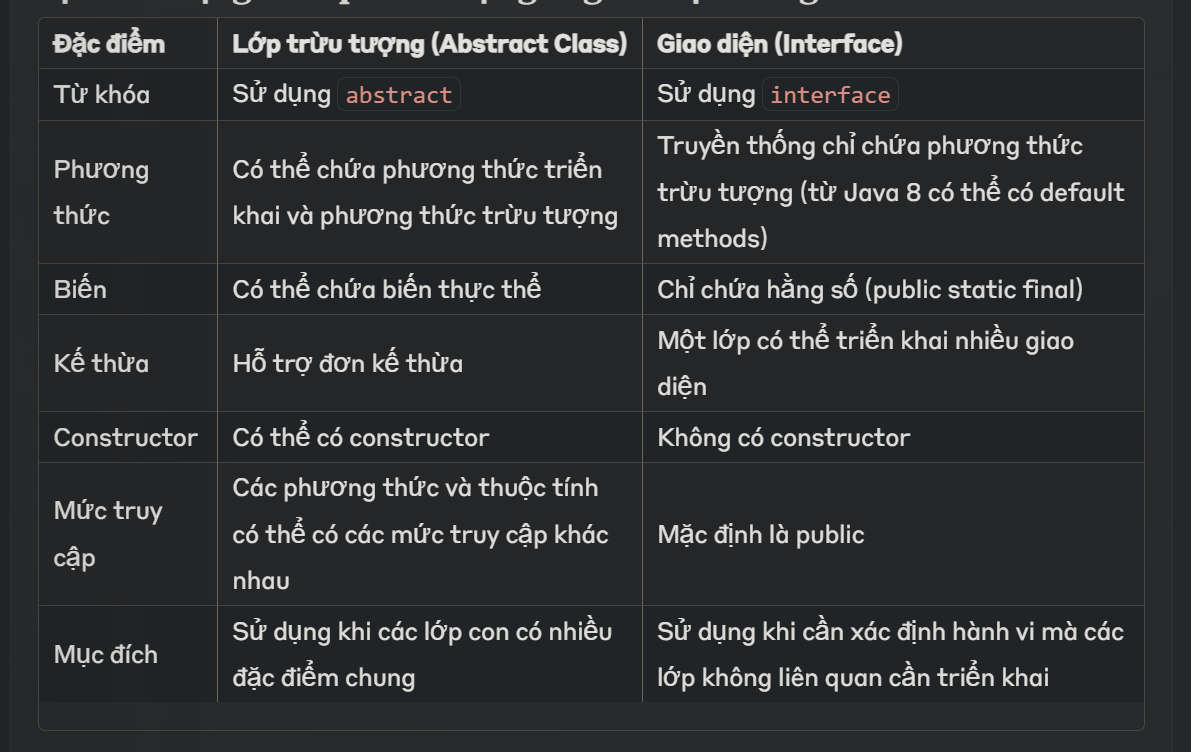 Đặc điểm Lớp trừu tượng (Abstract Class) Giao diện (Interface)
Từ khóa Sử dụng abstract Sử dụng interface
Phương thức
Có thể chứa phương thức triển
khai và phương thức trừu tượng
Truyền thống chỉ chứa phương thức
trừu tượng (từ Java 8 có thể có default
methods)
Biến Có thể chứa biến thực thể Chỉ chứa hằng số (public static final)
Kế thừa Hỗ trợ đơn kế thừa
Một lớp có thể triển khai nhiều giao
diện
Constructor Có thể có constructor Không có constructor
Mức truy
cập
Các phương thức và thuộc tính
có thể có các mức truy cập khác
nhau
Mặc định là public
Mục đích
Sử dụng khi các lớp con có nhiều
đặc điểm chung
Sử dụng khi cần xác định hành vi mà các
lớp không liên quan cần triển khai